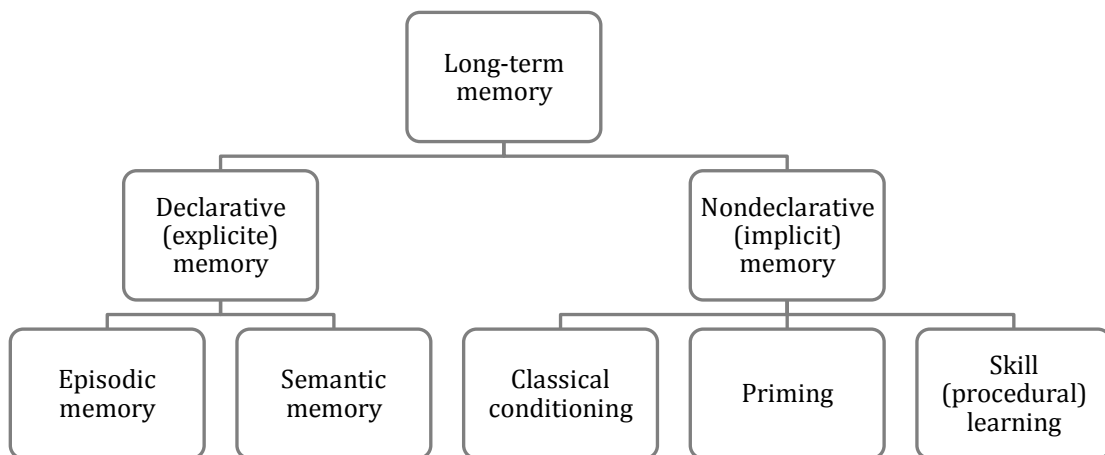 Long-term
memory
Declarative
(explicite)
memory
Nondeclarative
(implicit)
memory
Episodic
memory
Semantic
memory
Classical
conditioning
Priming
Skill
(procedural)
learning